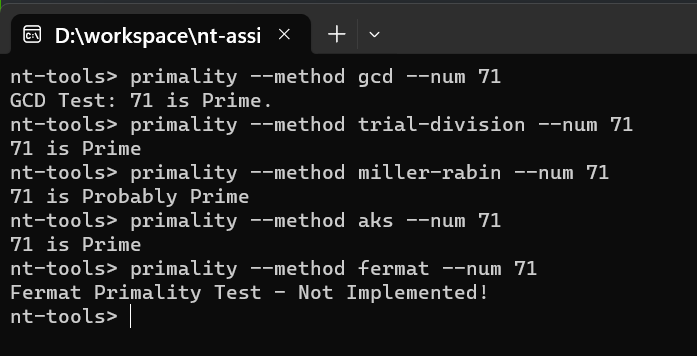 D:\workspace\nt-assi
nt-tools> primality --method gcd --num 71
GCD Test: 71 is Prime.
nt-tools> primality --method trial-division --num 71
71 is Prime
nt-tools> primality --method miller-rabin --num 71
71 is Probably Prime
nt-tools> primality --method aks --num 71
71 is Prime
nt-tools> primality --method fermat --num 71
Fermat Primality Test - Not Implemented!
nt-tools>